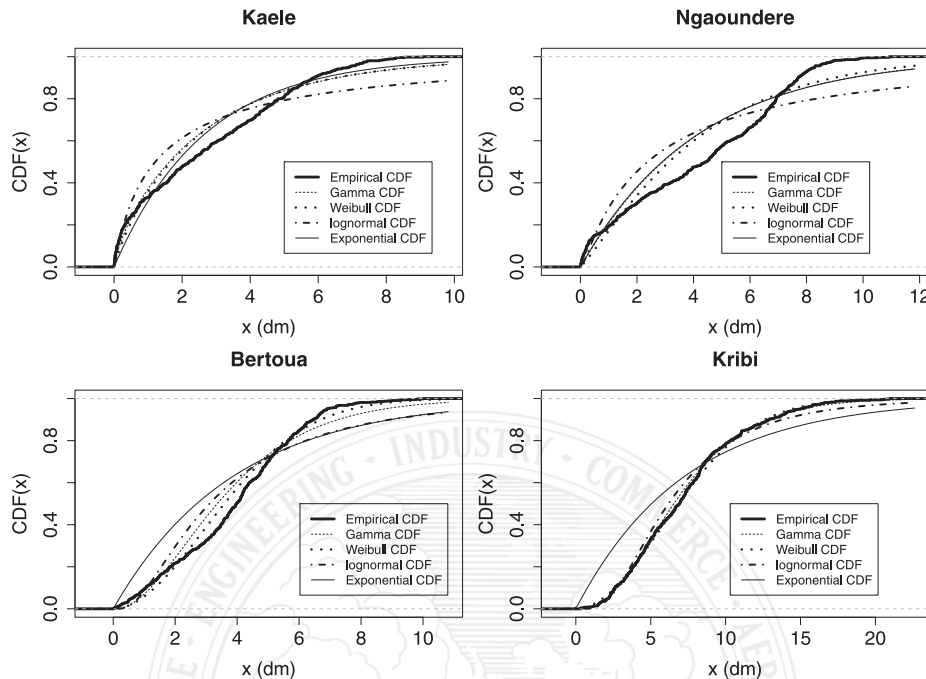 Kaele
CDF(x)
0.0 0.4 0.8
Empirical CDF
Gamma CDF
Weibull CDF
lognormal CDF
Exponential CDF
0 2 4 6 8 10
x (dm)
Ngaoundere
CDF(x)
0.0 0.4 0.8
Empirical CDF
Gamma CDF
Weibull CDF
lognormal CDF
Exponential CDF
0 2 4 6 8 10 12
x (dm)
Bertoua
CDF(x)
0.0 0.4 0.8
Empirical CDF
Gamma CDF
Weibull CDF
lognormal CDF
Exponential CDF
0 2 4 6 8 10
x (dm)
Kribi
CDF(x)
0.0 0.4 0.8
Empirical CDF
Gamma CDF
Weibull CDF
lognormal CDF
Exponential CDF
0 5 10 15 20
x (dm)
ENGINEERING · INDUSTRY · COMMERCE ·